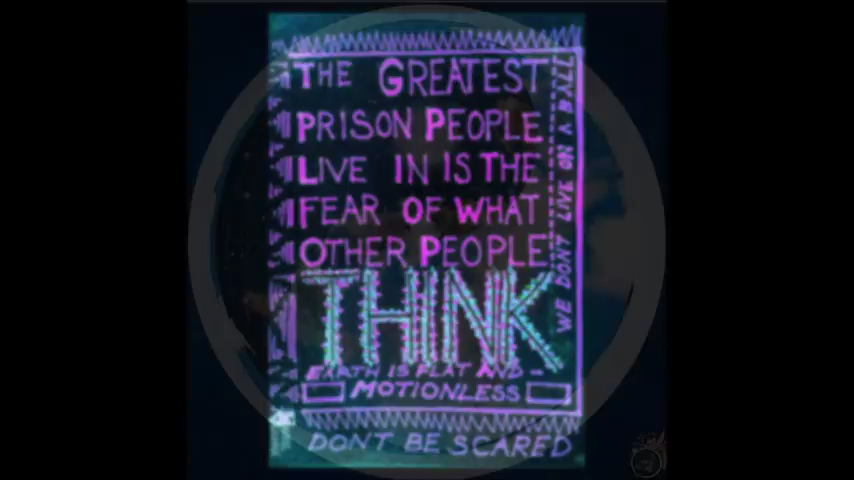 THE GREATEST
PRISON PEOPLE
LIVE IN IS THE
FEAR OF WHAT
OTHER PEOPLE
THINK
EARTH IS FLAT AND -
MOTIONLESS
DONT BE SCARED
WE DONT LIVE ON A BALL